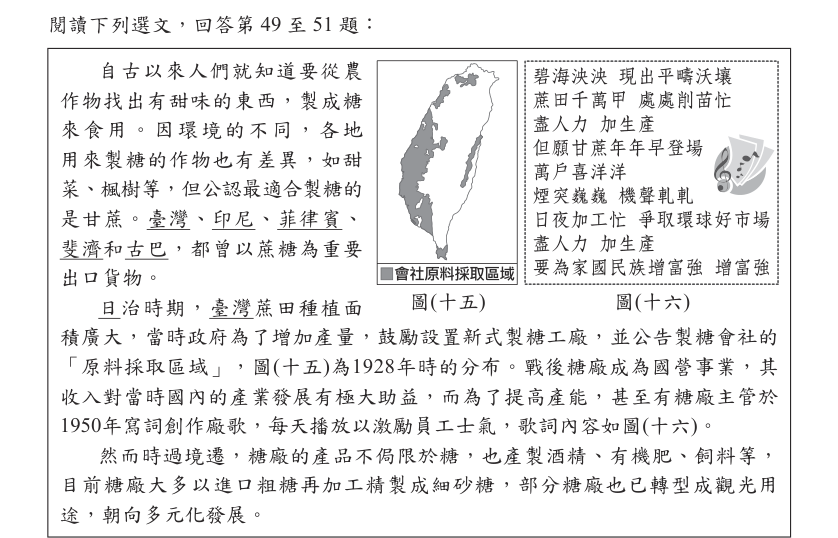 閱讀下列選文，回答第 49 至 51 題：
自古以來人們就知道要從農
作物找出有甜味的東西，製成糖
來食用。因環境的不同，各地
用來製糖的作物也有差異，如甜
菜、楓樹等，但公認最適合製糖的
是甘蔗。臺灣、印尼、菲律賓、
斐濟和古巴，都曾以蔗糖為重要
出口貨物。
會社原料採取區域
圖(十五)
碧海泱泱 現出平疇沃壤
蔗田千萬甲 處處削苗忙
盡人力 加生產
但願甘蔗年年早登場
萬戶喜洋洋
煙突巍巍 機聲軋軋
日夜加工忙 爭取環球好市場
盡人力 加生產
要為家國民族增富強 增富強
圖(十六)
日治時期，臺灣蔗田種植面
積廣大，當時政府為了增加產量，鼓勵設置新式製糖工廠，並公告製糖會社的
「原料採取區域」，圖(十五)為1928年時的分布。戰後糖廠成為國營事業，其
收入對當時國內的產業發展有極大助益，而為了提高產能，甚至有糖廠主管於
1950年寫詞創作廠歌，每天播放以激勵員工士氣，歌詞內容如圖(十六)。
然而時過境遷，糖廠的產品不侷限於糖，也產製酒精、有機肥、飼料等，
目前糖廠大多以進口粗糖再加工精製成細砂糖，部分糖廠也已轉型成觀光用
途，朝向多元化發展。